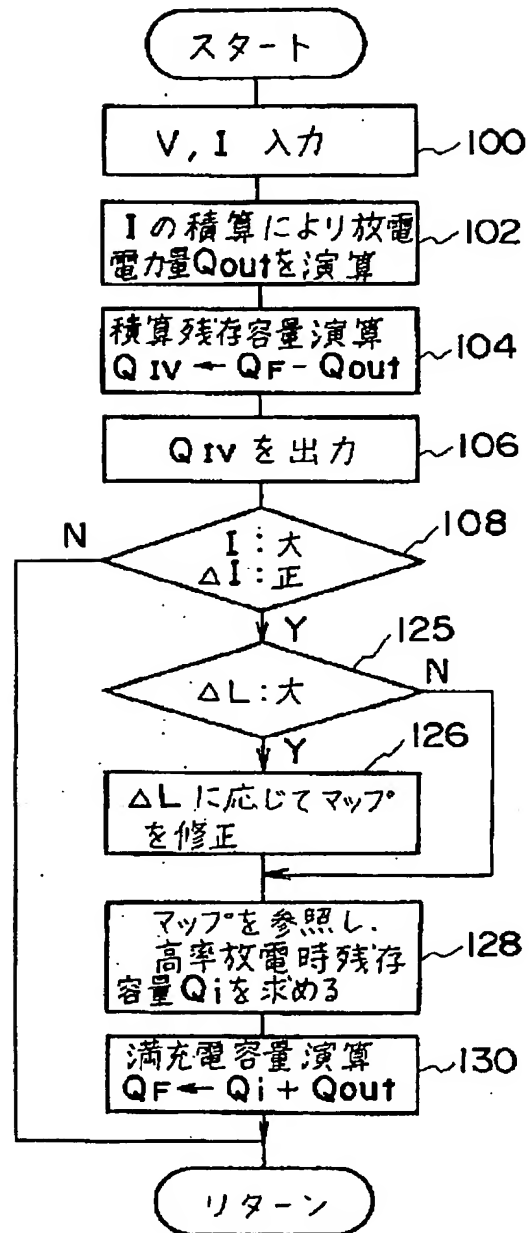 スタート
V, I 入力
100
Iの積算により放電
電力量Qoutを演算
102
積算残存容量演算
QIV ← QF - Qout
104
QIVを出力
106
I:大
ΔI:正
108
N
Y
ΔL:大
125
N
Y
ΔLに応じてマップ
を修正
126
マップを参照し、
高率放電時残存
容量Qiを求める
128
満充電容量演算
QF ← Qi + Qout
130
リターン